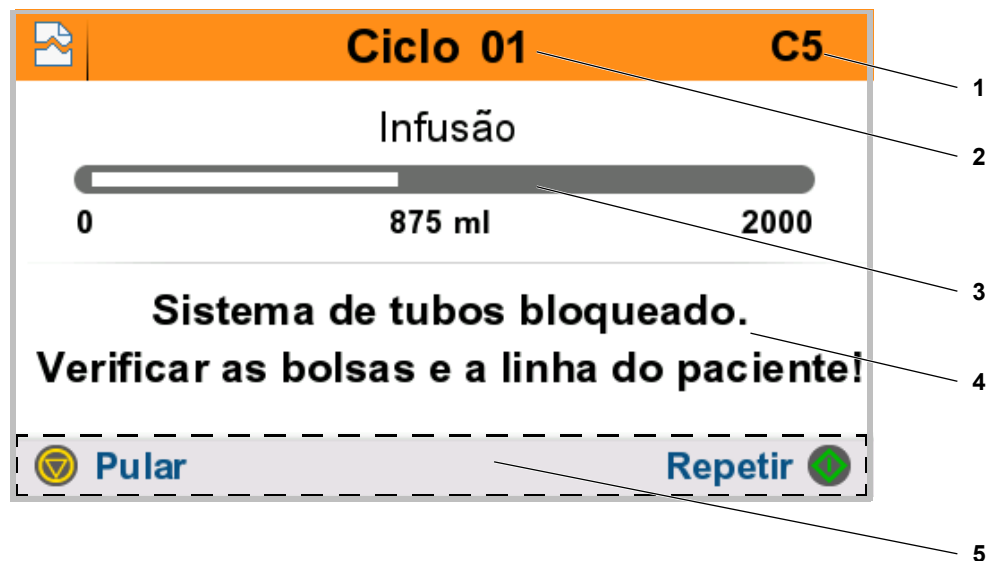 Ciclo 01 C5
1
Infusão
2
0 875 ml 2000
3
Sistema de tubos bloqueado.
Verificar as bolsas e a linha do paciente!
4
Pular Repetir
5